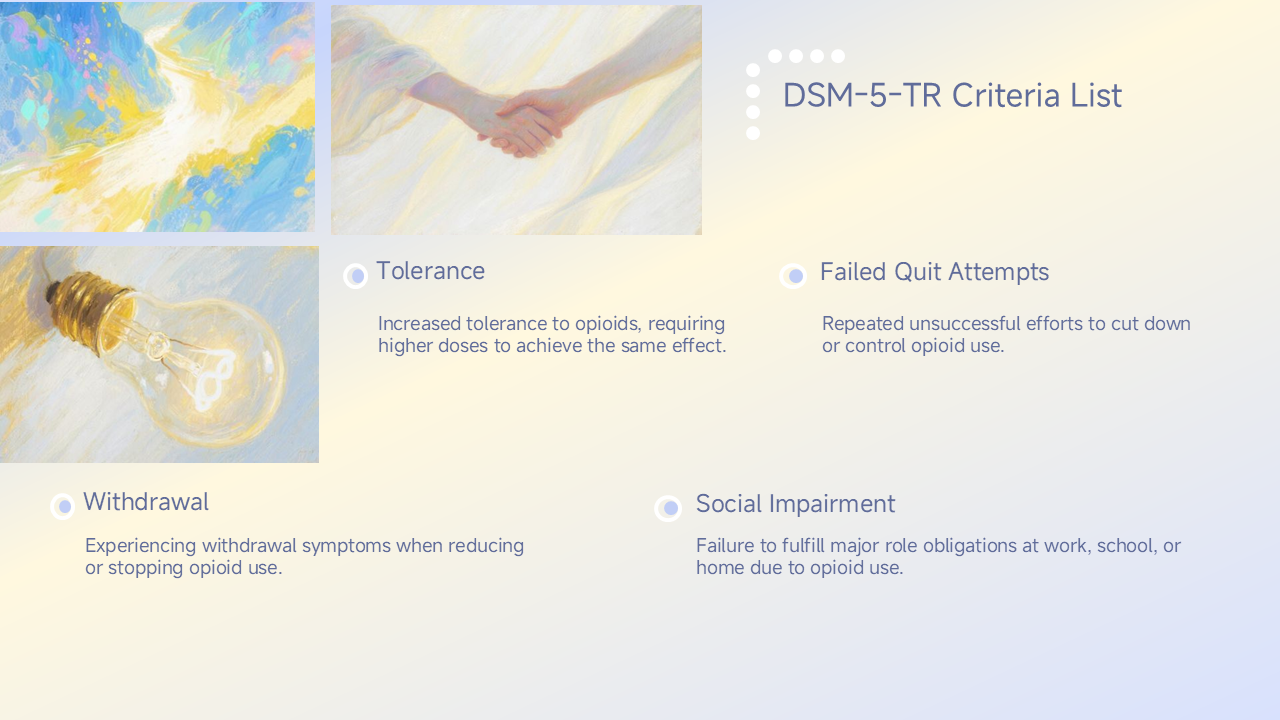 DSM-5-TR Criteria List
Tolerance
Increased tolerance to opioids, requiring
higher doses to achieve the same effect.
Failed Quit Attempts
Repeated unsuccessful efforts to cut down
or control opioid use.
Withdrawal
Experiencing withdrawal symptoms when reducing
or stopping opioid use.
Social Impairment
Failure to fulfill major role obligations at work, school, or
home due to opioid use.